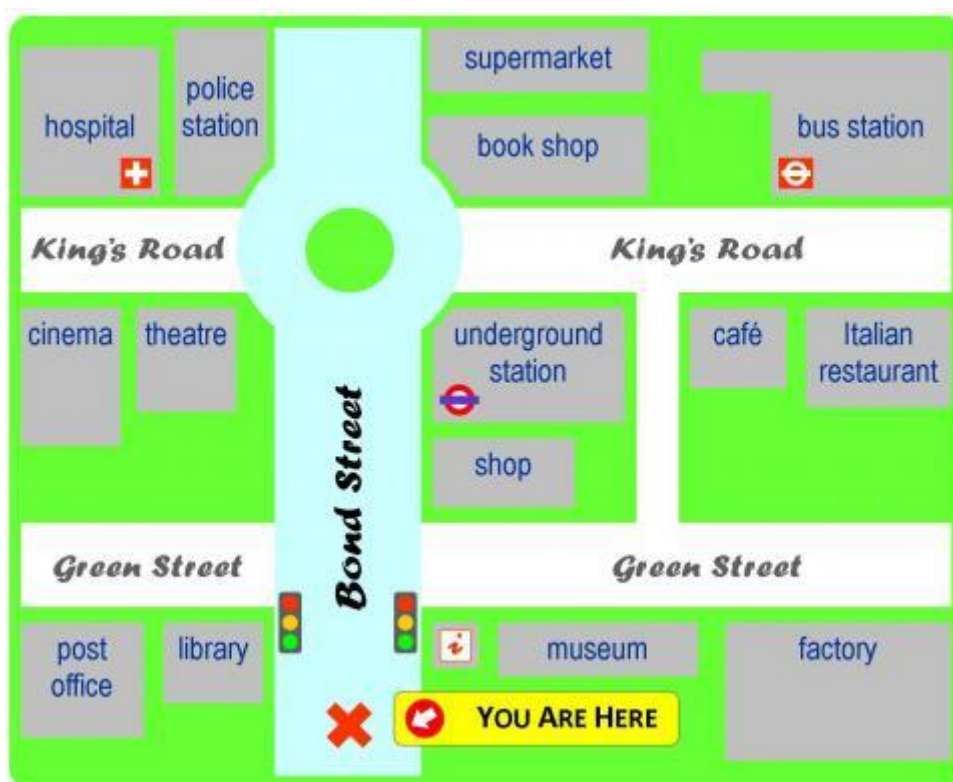 hospital
police
station
supermarket
book shop
bus station
King's Road
King's Road
cinema
theatre
underground
station
café
Italian
restaurant
shop
Bond Street
Green Street
Green Street
post
office
library
i
museum
factory
YOU ARE HERE